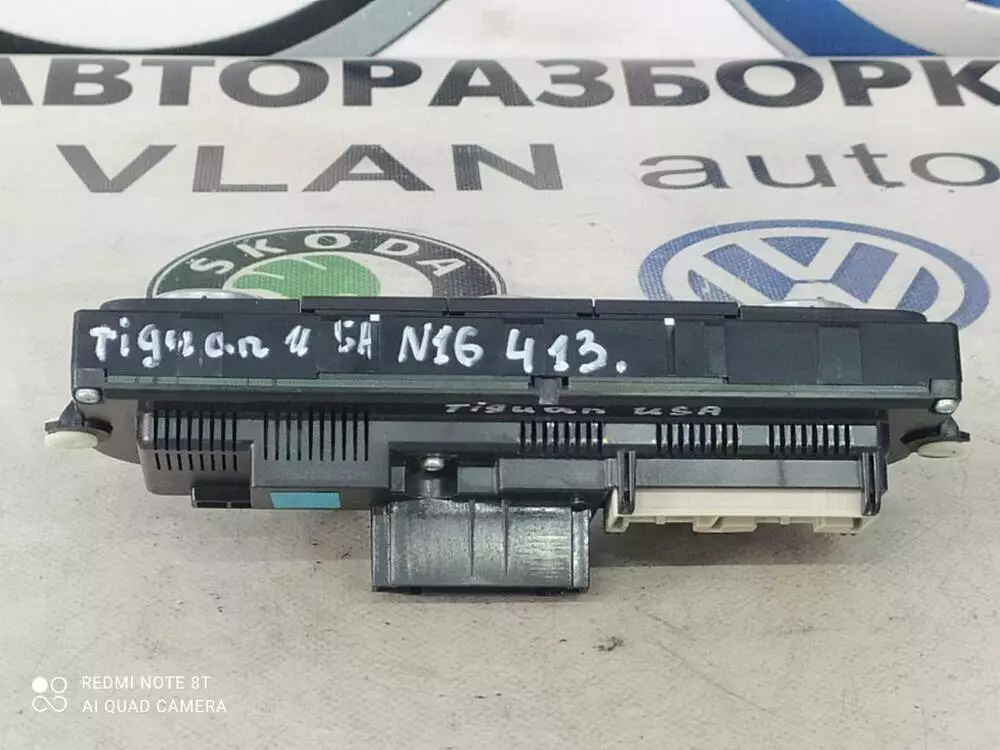 АВТОРАЗБОРК
VLAN auto
ŠKODA
Tiguan USA N16 413.
Tiguan USA
REDMI NOTE 8T
AI QUAD CAMERA